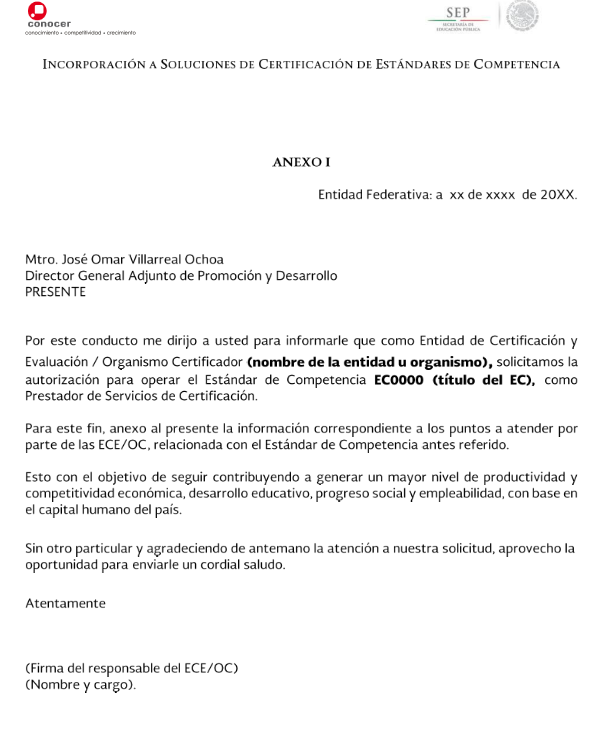 conocer
conocimiento • competitividad • crecimiento
SEP
SECRETARÍA DE
EDUCACIÓN PÚBLICA
INCORPORACIÓN A SOLUCIONES DE CERTIFICACIÓN DE ESTÁNDARES DE COMPETENCIA
ANEXO I
Entidad Federativa: a xx de xxxx de 20XX.
Mtro. José Omar Villarreal Ochoa
Director General Adjunto de Promoción y Desarrollo
PRESENTE
Por este conducto me dirijo a usted para informarle que como Entidad de Certificación y
Evaluación / Organismo Certificador (nombre de la entidad u organismo), solicitamos la
autorización para operar el Estándar de Competencia EC0000 (título del EC), como
Prestador de Servicios de Certificación.
Para este fin, anexo al presente la información correspondiente a los puntos a atender por
parte de las ECE/OC, relacionada con el Estándar de Competencia antes referido.
Esto con el objetivo de seguir contribuyendo a generar un mayor nivel de productividad y
competitividad económica, desarrollo educativo, progreso social y empleabilidad, con base en
el capital humano del país.
Sin otro particular y agradeciendo de antemano la atención a nuestra solicitud, aprovecho la
oportunidad para enviarle un cordial saludo.
Atentamente
(Firma del responsable del ECE/OC)
(Nombre y cargo).